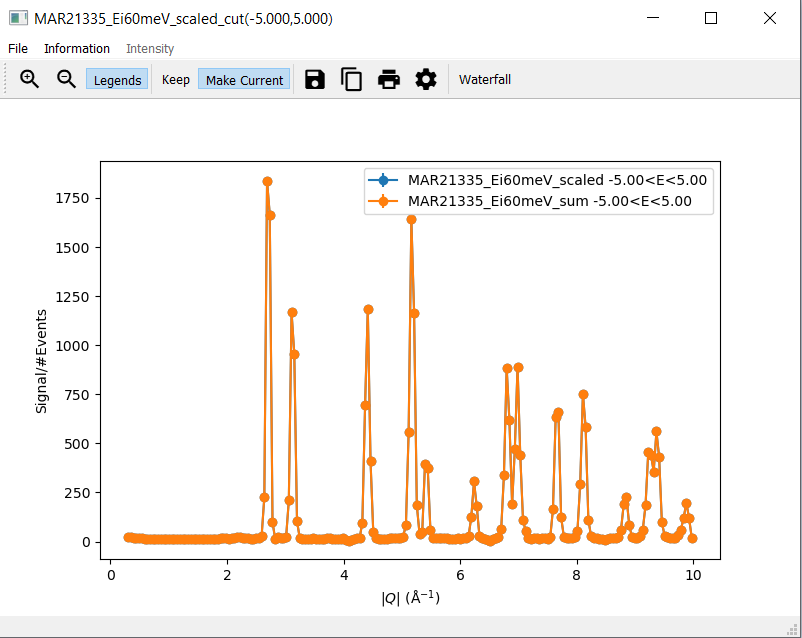 MAR21335_Ei60meV_scaled_cut(-5.000,5.000)
File Information Intensity
Legends Keep Make Current Waterfall
MAR21335_Ei60meV_scaled -5.00<E<5.00
MAR21335_Ei60meV_sum -5.00<E<5.00
1750
1500
1250
1000
750
500
250
0
Signal/#Events
0 2 4 6 8 10
|Q| (Å⁻¹)